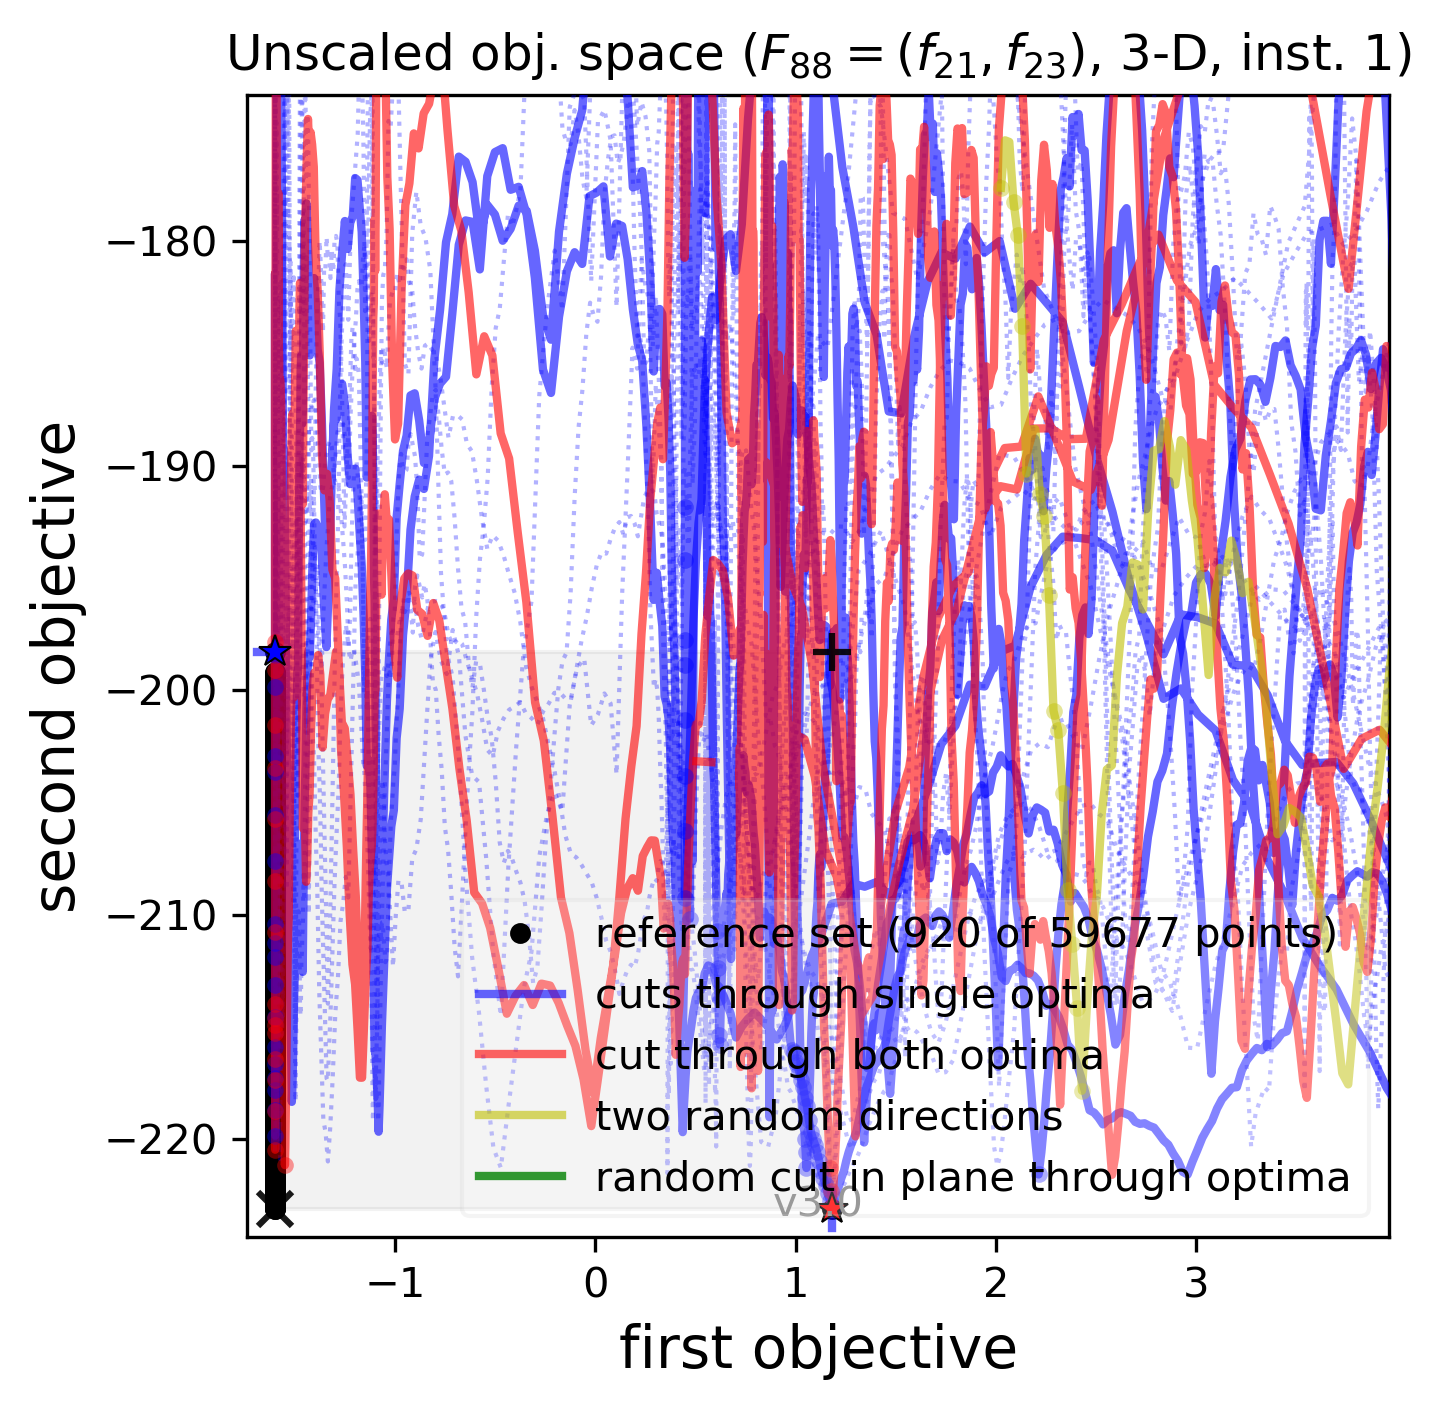 Unscaled obj. space (F₈₈ = (f₂₁, f₂₃), 3-D, inst. 1)
second objective
−180
−190
−200
−210
−220
reference set (920 of 59677 points)
cuts through single optima
cut through both optima
two random directions
random cut in plane through optima
v3.0
−1
0
1
2
3
first objective